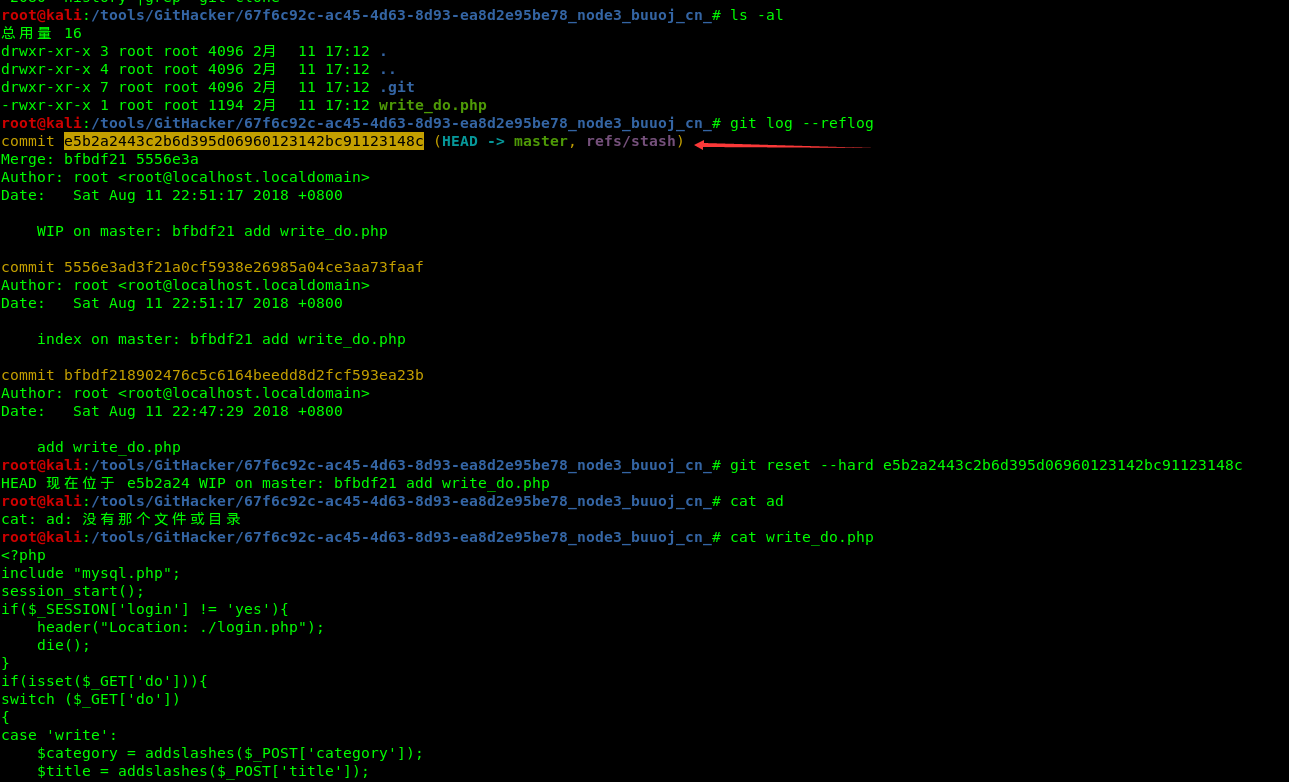 root@kali:/tools/GitHacker/67f6c92c-ac45-4d63-8d93-ea8d2e95be78_node3_buuoj_cn_# ls -al
总用量 16
drwxr-xr-x 3 root root 4096 2月  11 17:12 .
drwxr-xr-x 4 root root 4096 2月  11 17:12 ..
drwxr-xr-x 7 root root 4096 2月  11 17:12 .git
-rwxr-xr-x 1 root root 1194 2月  11 17:12 write_do.php
root@kali:/tools/GitHacker/67f6c92c-ac45-4d63-8d93-ea8d2e95be78_node3_buuoj_cn_# git log --reflog
commit e5b2a2443c2b6d395d06960123142bc91123148c (HEAD -> master, refs/stash)
Merge: bfbdf21 5556e3a
Author: root <root@localhost.localdomain>
Date:   Sat Aug 11 22:51:17 2018 +0800
    WIP on master: bfbdf21 add write_do.php
commit 5556e3ad3f21a0cf5938e26985a04ce3aa73faaf
Author: root <root@localhost.localdomain>
Date:   Sat Aug 11 22:51:17 2018 +0800
    index on master: bfbdf21 add write_do.php
commit bfbdf218902476c5c6164beedd8d2fcf593ea23b
Author: root <root@localhost.localdomain>
Date:   Sat Aug 11 22:47:29 2018 +0800
    add write_do.php
root@kali:/tools/GitHacker/67f6c92c-ac45-4d63-8d93-ea8d2e95be78_node3_buuoj_cn_# git reset --hard e5b2a2443c2b6d395d06960123142bc91123148c
HEAD 现在位于 e5b2a24 WIP on master: bfbdf21 add write_do.php
root@kali:/tools/GitHacker/67f6c92c-ac45-4d63-8d93-ea8d2e95be78_node3_buuoj_cn_# cat ad
cat: ad: 没有那个文件或目录
root@kali:/tools/GitHacker/67f6c92c-ac45-4d63-8d93-ea8d2e95be78_node3_buuoj_cn_# cat write_do.php
<?php
include "mysql.php";
session_start();
if($_SESSION['login'] != 'yes'){
    header("Location: ./login.php");
    die();
}
if(isset($_GET['do'])){
switch ($_GET['do'])
{
case 'write':
    $category = addslashes($_POST['category']);
    $title = addslashes($_POST['title']);